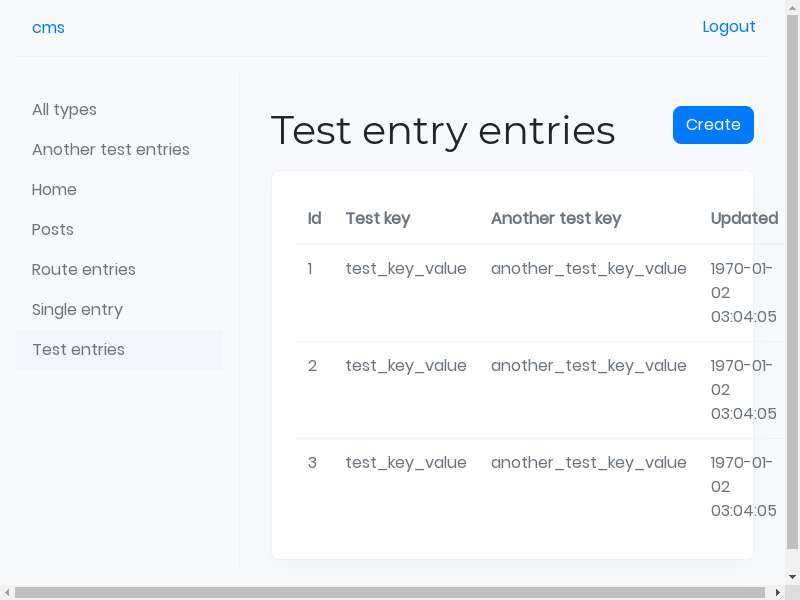 cms
Logout
All types
Another test entries
Home
Posts
Route entries
Single entry
Test entries
Test entry entries
Create
Id Test key Another test key Updated
1 test_key_value another_test_key_value 1970-01-
02
03:04:05
2 test_key_value another_test_key_value 1970-01-
02
03:04:05
3 test_key_value another_test_key_value 1970-01-
02
03:04:05